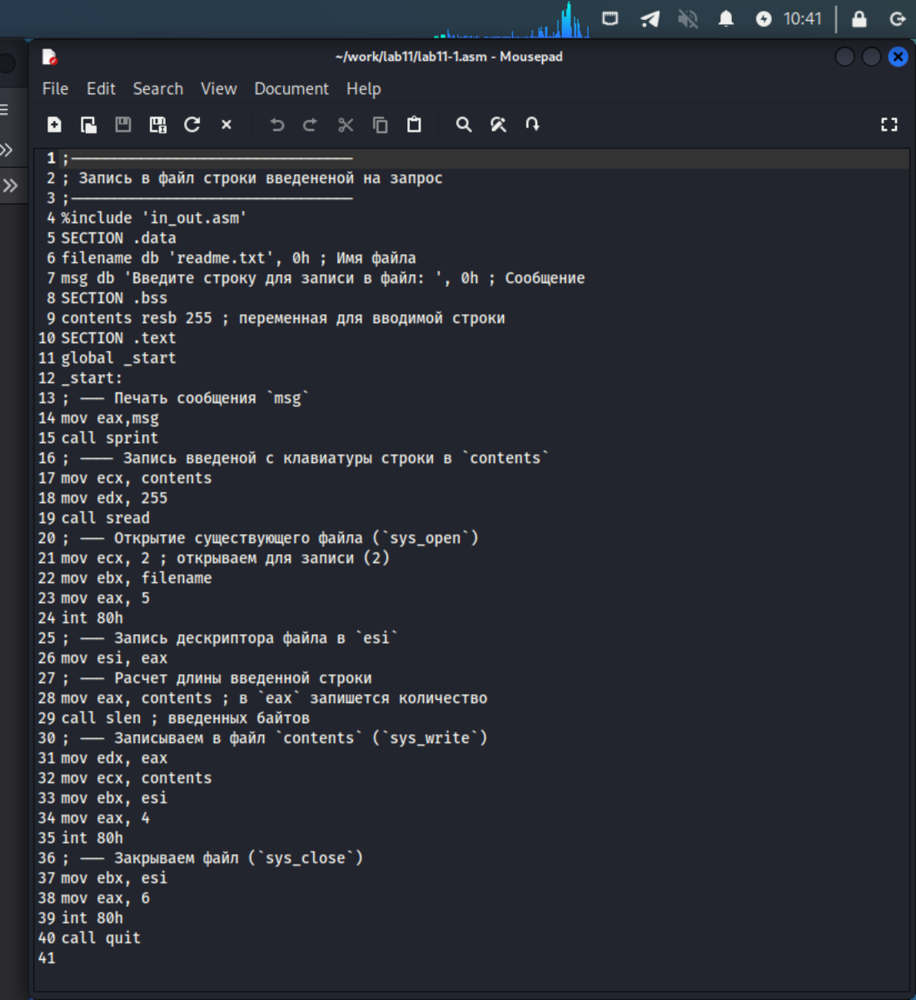 10:41
~/work/lab11/lab11-1.asm - Mousepad
File Edit Search View Document Help
1 ;--------------------------------
2 ; Запись в файл строки введененой на запрос
3 ;--------------------------------
4 %include 'in_out.asm'
5 SECTION .data
6 filename db 'readme.txt', 0h ; Имя файла
7 msg db 'Введите строку для записи в файл: ', 0h ; Сообщение
8 SECTION .bss
9 contents resb 255 ; переменная для вводимой строки
10 SECTION .text
11 global _start
12 _start:
13 ; --- Печать сообщения `msg`
14 mov eax,msg
15 call sprint
16 ; ---- Запись введеной с клавиатуры строки в `contents`
17 mov ecx, contents
18 mov edx, 255
19 call sread
20 ; --- Открытие существующего файла (`sys_open`)
21 mov ecx, 2 ; открываем для записи (2)
22 mov ebx, filename
23 mov eax, 5
24 int 80h
25 ; --- Запись дескриптора файла в `esi`
26 mov esi, eax
27 ; --- Расчет длины введенной строки
28 mov eax, contents ; в `eax` запишется количество
29 call slen ; введенных байтов
30 ; --- Записываем в файл `contents` (`sys_write`)
31 mov edx, eax
32 mov ecx, contents
33 mov ebx, esi
34 mov eax, 4
35 int 80h
36 ; --- Закрываем файл (`sys_close`)
37 mov ebx, esi
38 mov eax, 6
39 int 80h
40 call quit
41